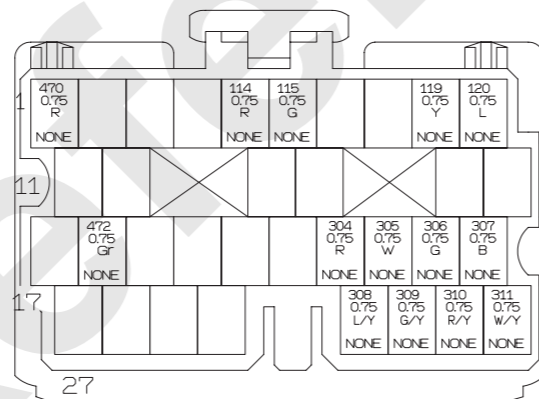 1
470
0.75
R
NONE
114
0.75
R
NONE
115
0.75
G
NONE
119
0.75
Y
NONE
120
0.75
L
NONE
11
472
0.75
Gr
NONE
304
0.75
R
NONE
305
0.75
W
NONE
306
0.75
G
NONE
307
0.75
B
NONE
17
308
0.75
L/Y
NONE
309
0.75
G/Y
NONE
310
0.75
R/Y
NONE
311
0.75
W/Y
NONE
27